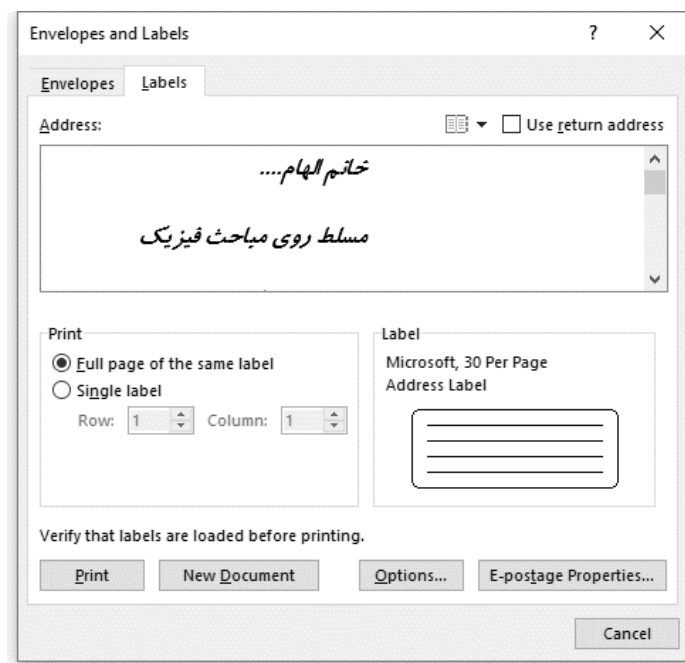 Envelopes and Labels
?
Envelopes
Labels
Address:
Use return address
خانم الهام....
مسلط روی مباحث فیزیک
Print
Full page of the same label
Single label
Row: 1 Column: 1
Label
Microsoft, 30 Per Page
Address Label
Verify that labels are loaded before printing.
Print
New Document
Options...
E-postage Properties...
Cancel